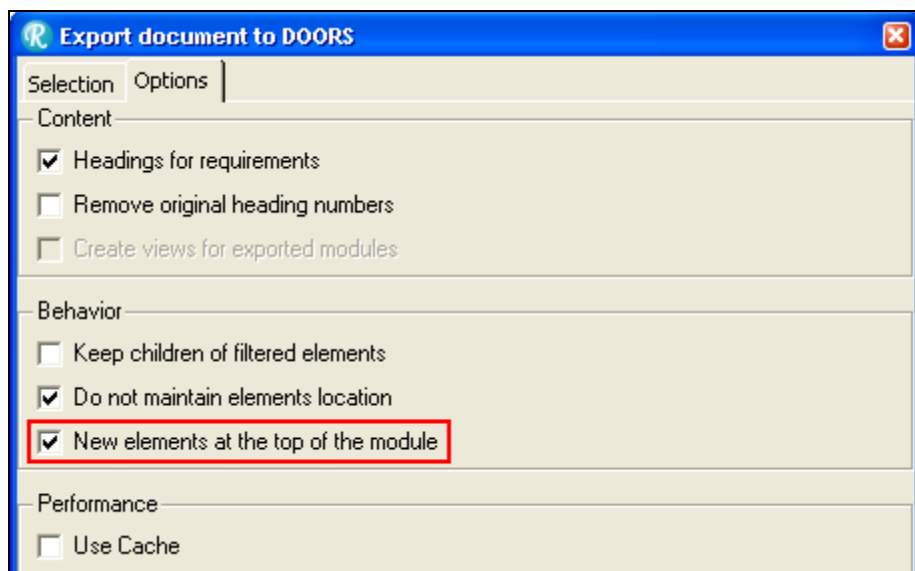 Export document to DOORS
Selection Options
Content
Headings for requirements
Remove original heading numbers
Create views for exported modules
Behavior
Keep children of filtered elements
Do not maintain elements location
New elements at the top of the module
Performance
Use Cache